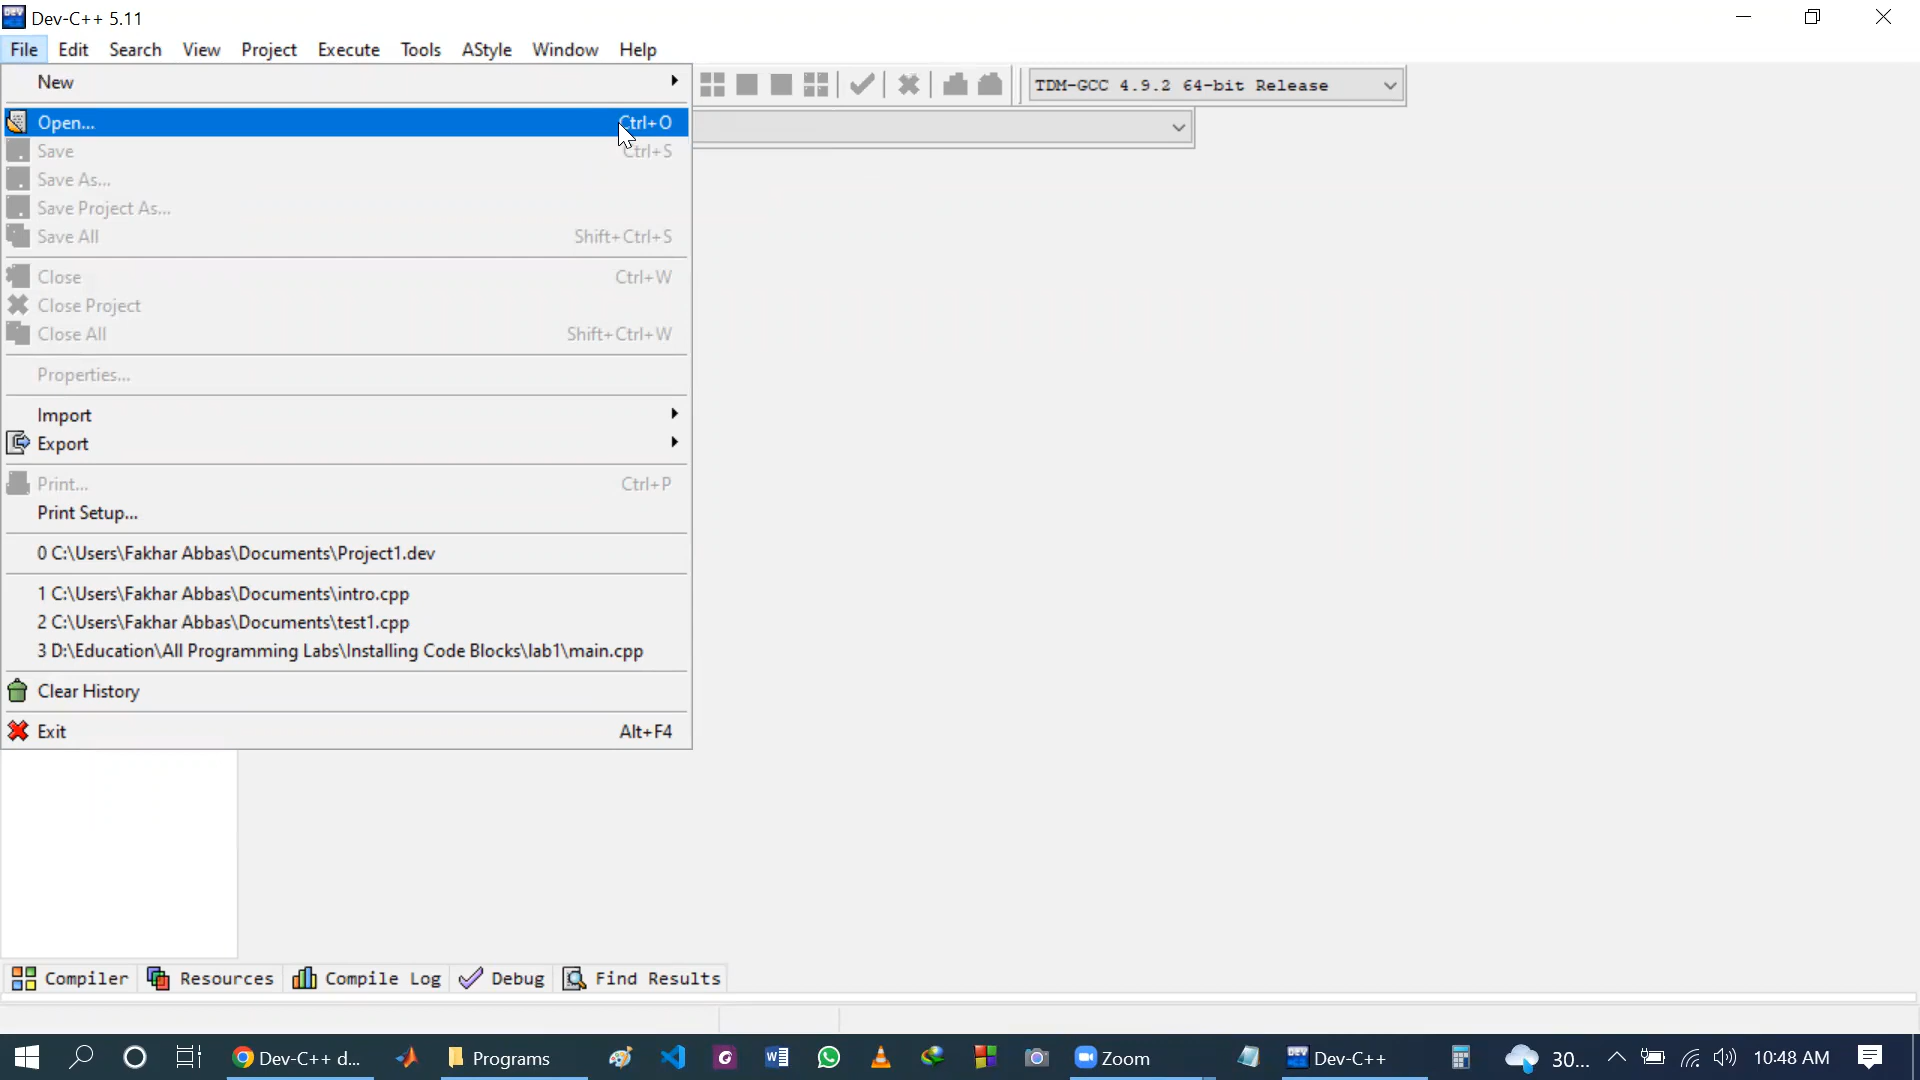 Dev-C++ 5.11
File Edit Search View Project Execute Tools AStyle Window Help
New
TDM-GCC 4.9.2 64-bit Release
Open... Ctrl+O
Save Ctrl+S
Save As...
Save Project As...
Save All Shift+Ctrl+S
Close Ctrl+W
Close Project
Close All Shift+Ctrl+W
Properties...
Import
Export
Print... Ctrl+P
Print Setup...
0 C:\Users\Fakhar Abbas\Documents\Project1.dev
1 C:\Users\Fakhar Abbas\Documents\intro.cpp
2 C:\Users\Fakhar Abbas\Documents\test1.cpp
3 D:\Education\All Programming Labs\Installing Code Blocks\lab1\main.cpp
Clear History
Exit Alt+F4
Compiler Resources Compile Log Debug Find Results
Dev-C++ d... Programs Zoom Dev-C++ 30... 10:48 AM